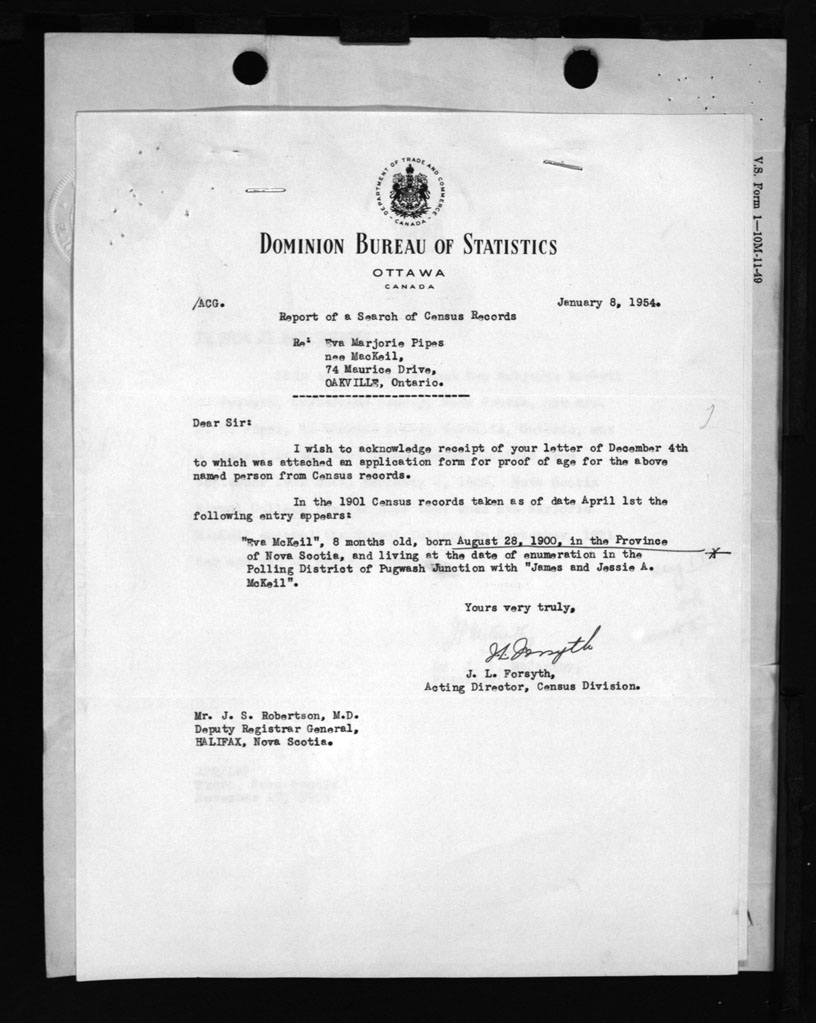 DEPARTMENT OF TRADE AND COMMERCE
CANADA
DOMINION BUREAU OF STATISTICS
OTTAWA
CANADA
/ACG. January 8, 1954.
Report of a Search of Census Records
Re: Eva Marjorie Pipes
nee MacKeil,
74 Maurice Drive,
OAKVILLE, Ontario.
Dear Sir:
I wish to acknowledge receipt of your letter of December 4th
to which was attached an application form for proof of age for the above
named person from Census records.
In the 1901 Census records taken as of date April 1st the
following entry appears:
"Eva McKeil", 8 months old, born August 28, 1900, in the Province
of Nova Scotia, and living at the date of enumeration in the
Polling District of Pugwash Junction with "James and Jessie A.
McKeil".
Yours very truly,
J L Forsyth
J. L. Forsyth,
Acting Director, Census Division.
Mr. J. S. Robertson, M.D.
Deputy Registrar General,
HALIFAX, Nova Scotia.
V.S. Form 1—10M-11-49